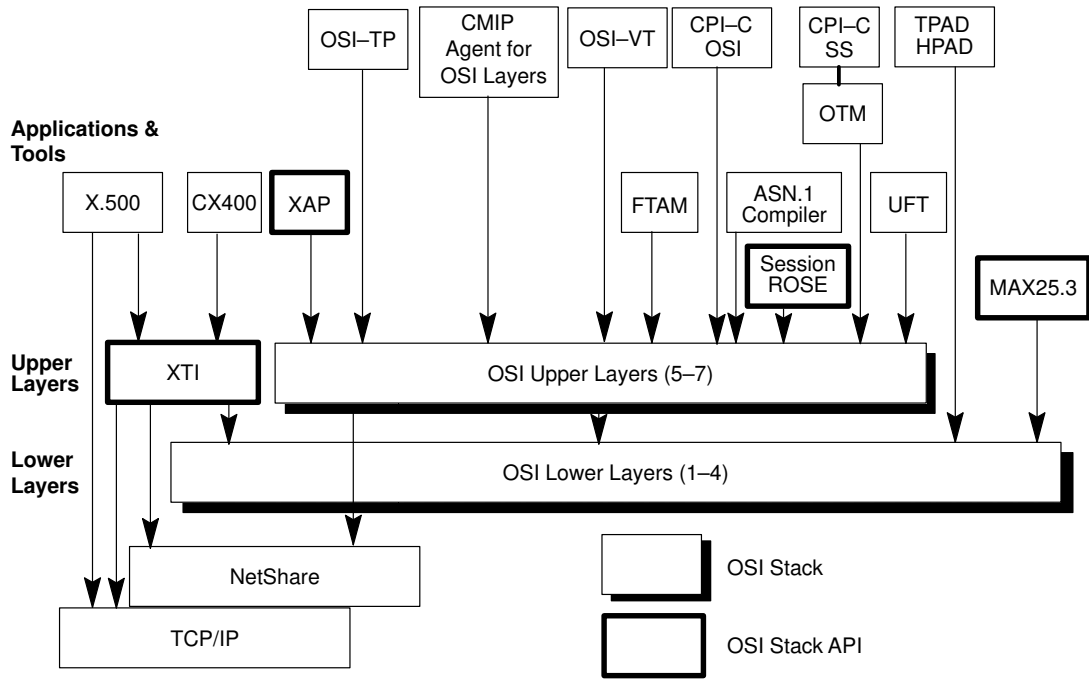 OSI–TP
CMIP
Agent for
OSI Layers
OSI–VT
CPI–C
OSI
CPI–C
SS
TPAD
HPAD
OTM
Applications &
Tools
X.500
CX400
XAP
FTAM
ASN.1
Compiler
UFT
Session
ROSE
MAX25.3
Upper
Layers
XTI
OSI Upper Layers (5–7)
Lower
Layers
OSI Lower Layers (1–4)
NetShare
OSI Stack
TCP/IP
OSI Stack API